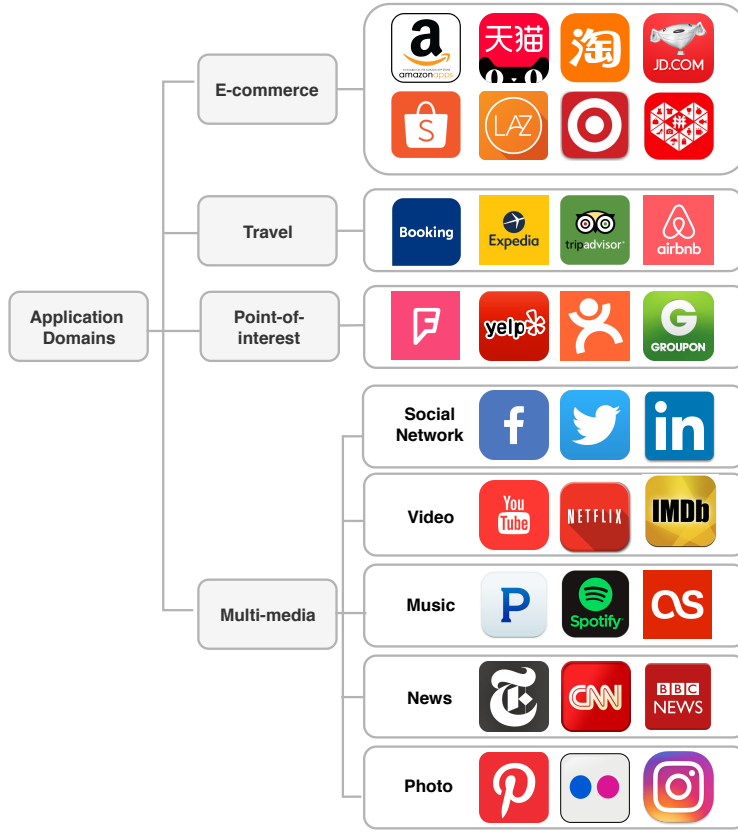 E-commerce
a
amazonapps
天猫
淘
JD.COM
S
LAZ
拼
Travel
Booking
Expedia
tripadvisor®
airbnb
Application
Domains
Point-of-
interest
F
yelp
G
GROUPON
Social
Network
f
in
Video
You
Tube
NETFLIX
IMDb
Multi-media
Music
P
Spotify®
as
News
T
CNN
BBC
NEWS
Photo
P